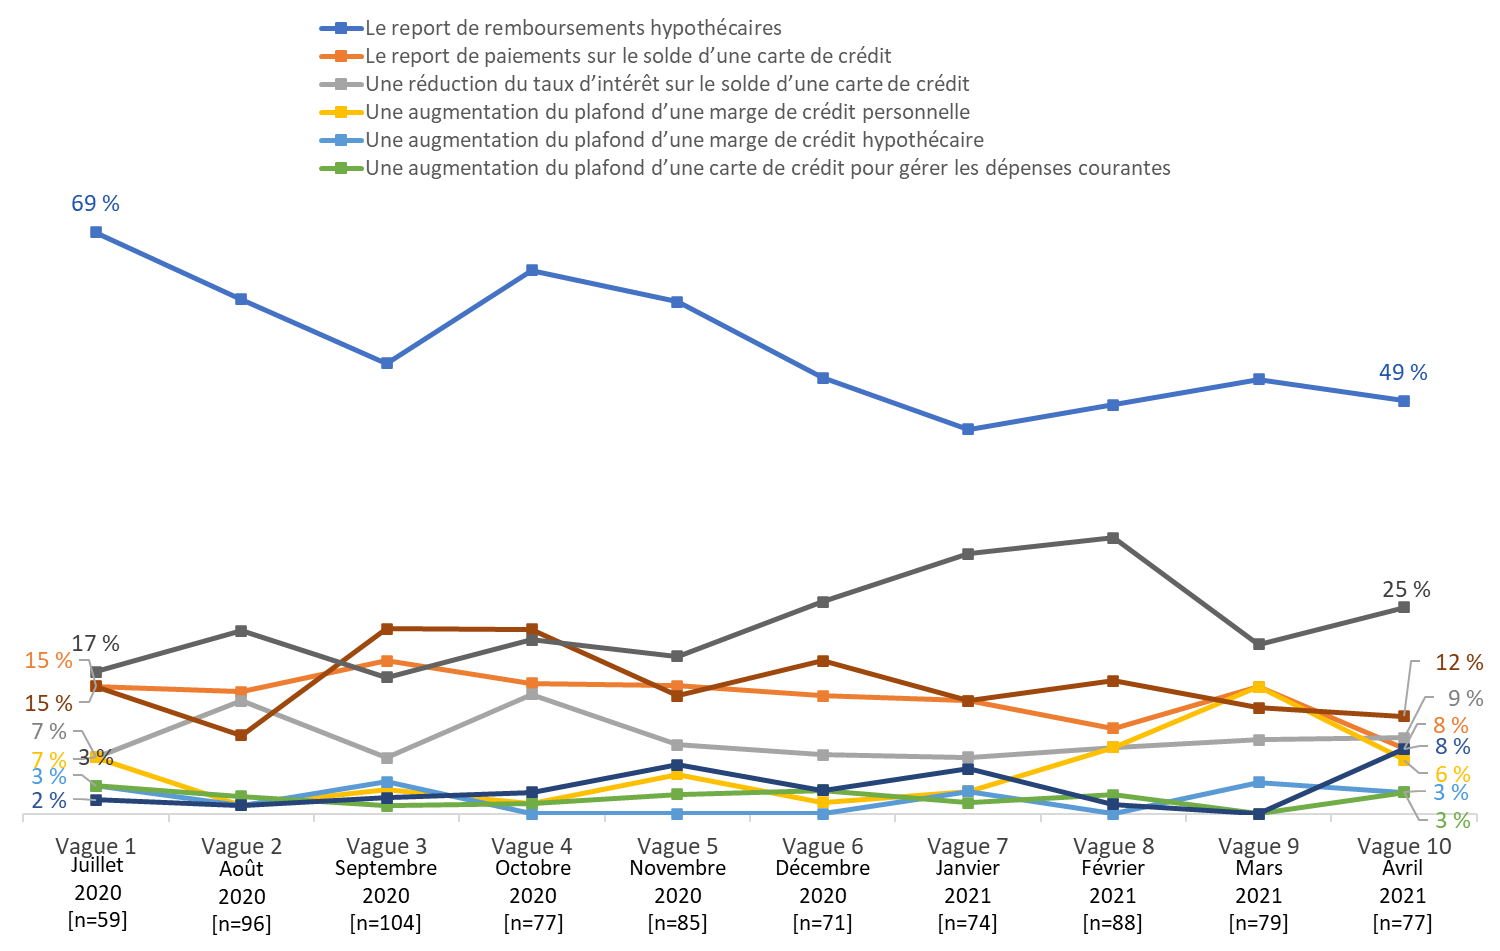 Le report de remboursements hypothécaires
Le report de paiements sur le solde d’une carte de crédit
Une réduction du taux d’intérêt sur le solde d’une carte de crédit
Une augmentation du plafond d’une marge de crédit personnelle
Une augmentation du plafond d’une marge de crédit hypothécaire
Une augmentation du plafond d’une carte de crédit pour gérer les dépenses courantes
69 %
49 %
25 %
17 %
15 %
15 %
7 %
3 %
7 %
3 %
2 %
12 %
9 %
8 %
8 %
6 %
3 %
3 %
Vague 1 Vague 2 Vague 3 Vague 4 Vague 5 Vague 6 Vague 7 Vague 8 Vague 9 Vague 10
Juillet Août Septembre Octobre Novembre Décembre Janvier Février Mars Avril
2020 2020 2020 2020 2020 2020 2021 2021 2021 2021
[n=59] [n=96] [n=104] [n=77] [n=85] [n=71] [n=74] [n=88] [n=79] [n=77]